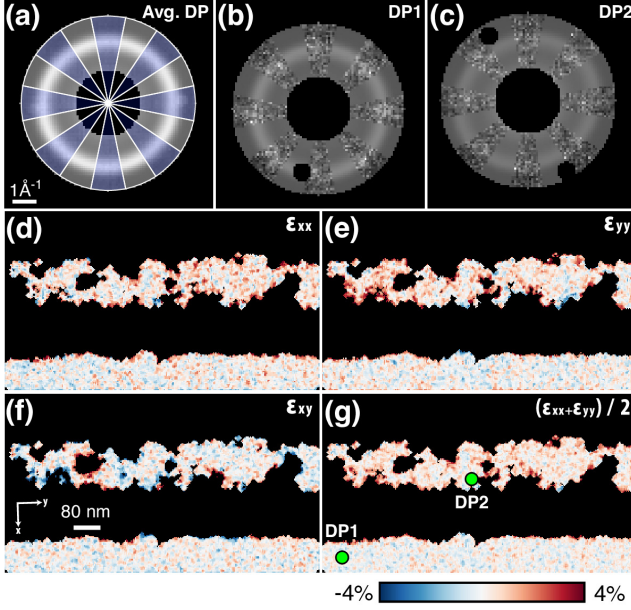 (a) Avg. DP
(b) DP1
(c) DP2
1Å⁻¹
(d) εxx
(e) εyy
(f) εxy
(g) (εxx+εyy) / 2
y
x
80 nm
DP2
DP1
-4% 4%